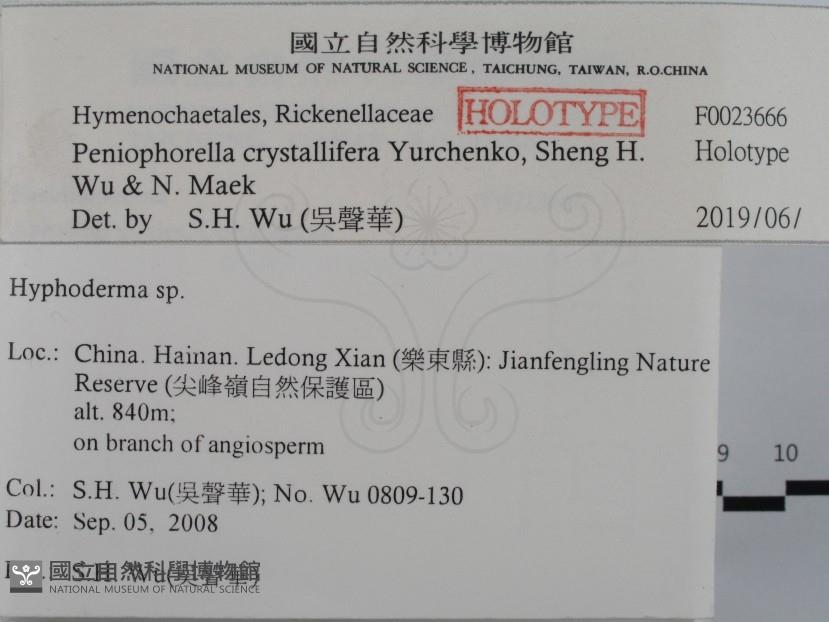 國立自然科學博物館
NATIONAL MUSEUM OF NATURAL SCIENCE, TAICHUNG, TAIWAN, R.O.CHINA
Hymenochaetales, Rickenellaceae HOLOTYPE F0023666
Peniophorella crystallifera Yurchenko, Sheng H. Holotype
Wu & N. Maek
Det. by S.H. Wu (吳聲華) 2019/06/
Hyphoderma sp.
Loc.: China. Hainan. Ledong Xian (樂東縣): Jianfengling Nature
Reserve (尖峰嶺自然保護區)
alt. 840m;
on branch of angiosperm
9 10
Col.: S.H. Wu(吳聲華); No. Wu 0809-130
Date: Sep. 05, 2008
S.H. Wu(吳聲華)
國立自然科學博物館
NATIONAL MUSEUM OF NATURAL SCIENCE